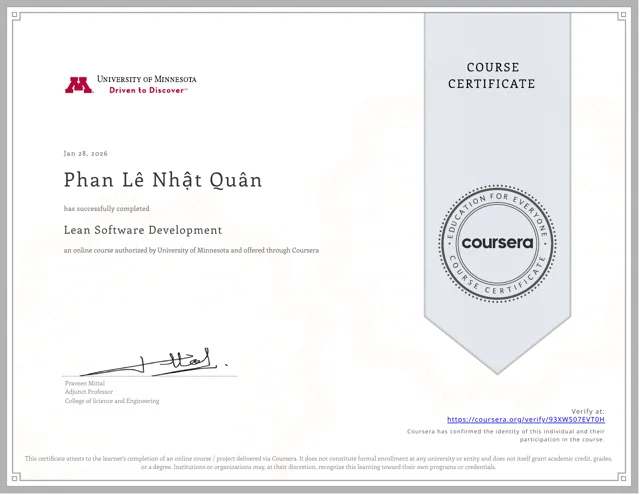 COURSE
CERTIFICATE
UNIVERSITY OF MINNESOTA
Driven to Discover℠
Jan 28, 2026
Phan Lê Nhật Quân
has successfully completed
Lean Software Development
an online course authorized by University of Minnesota and offered through Coursera
EDUCATION FOR EVERYONE
coursera
COURSE CERTIFICATE
Praveen Mittal
Adjunct Professor
College of Science and Engineering
Verify at:
https://coursera.org/verify/93XWS07EVT0H
Coursera has confirmed the identity of this individual and their
participation in the course.
This certificate attests to the learner's completion of an online course / project delivered via Coursera. It does not constitute formal enrollment at any university or entity and does not itself grant academic credit, grades,
or a degree. Institutions or organizations may, at their discretion, recognize this learning toward their own programs or credentials.